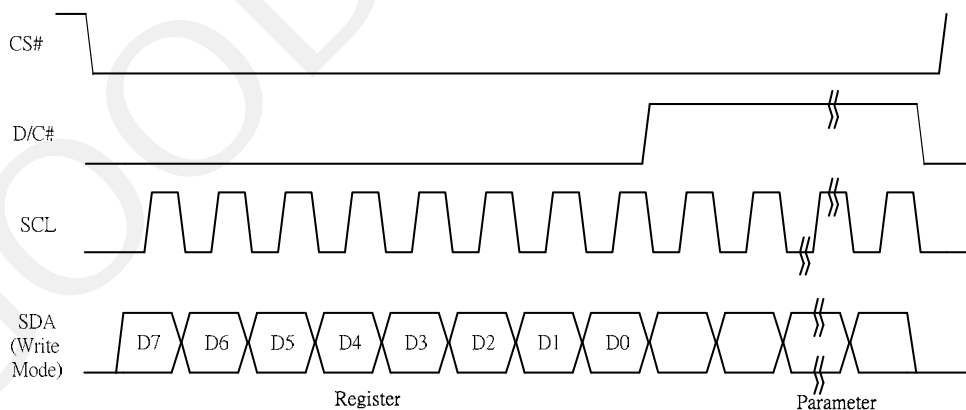 CS#
D/C#
SCL
SDA
(Write
Mode)
D7 D6 D5 D4 D3 D2 D1 D0
Register Parameter